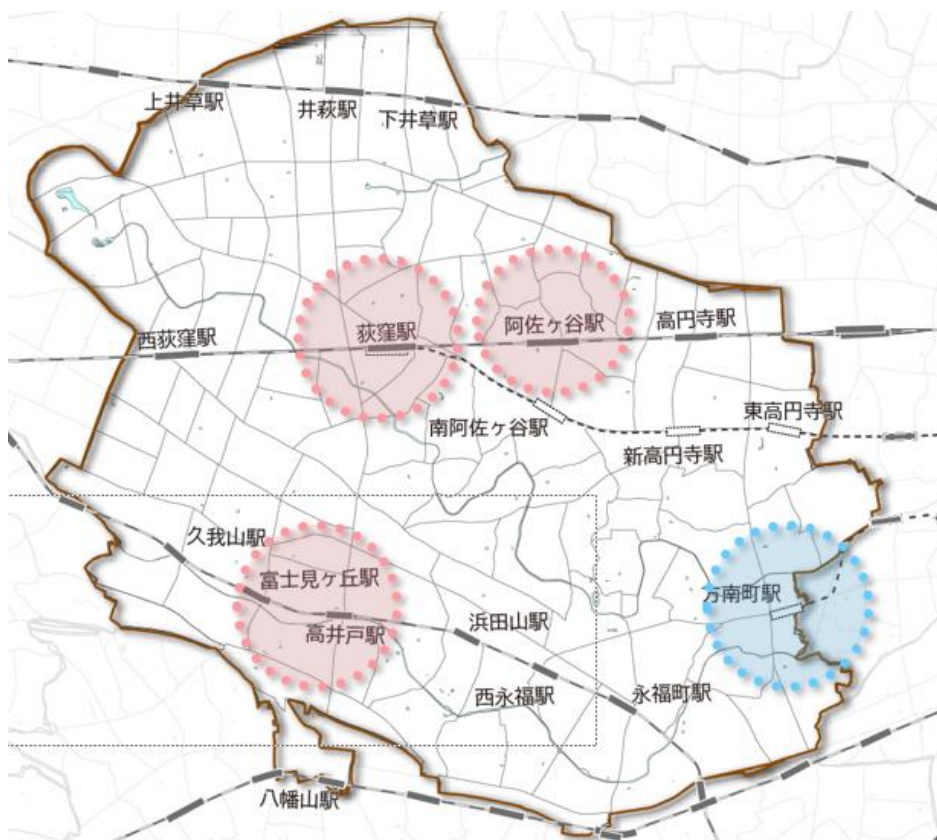 上井草駅
井荻駅
下井草駅
西荻窪駅
荻窪駅
阿佐ヶ谷駅
高円寺駅
南阿佐ヶ谷駅
新高円寺駅
東高円寺駅
久我山駅
富士見ヶ丘駅
高井戸駅
浜田山駅
西永福駅
永福町駅
方南町駅
八幡山駅